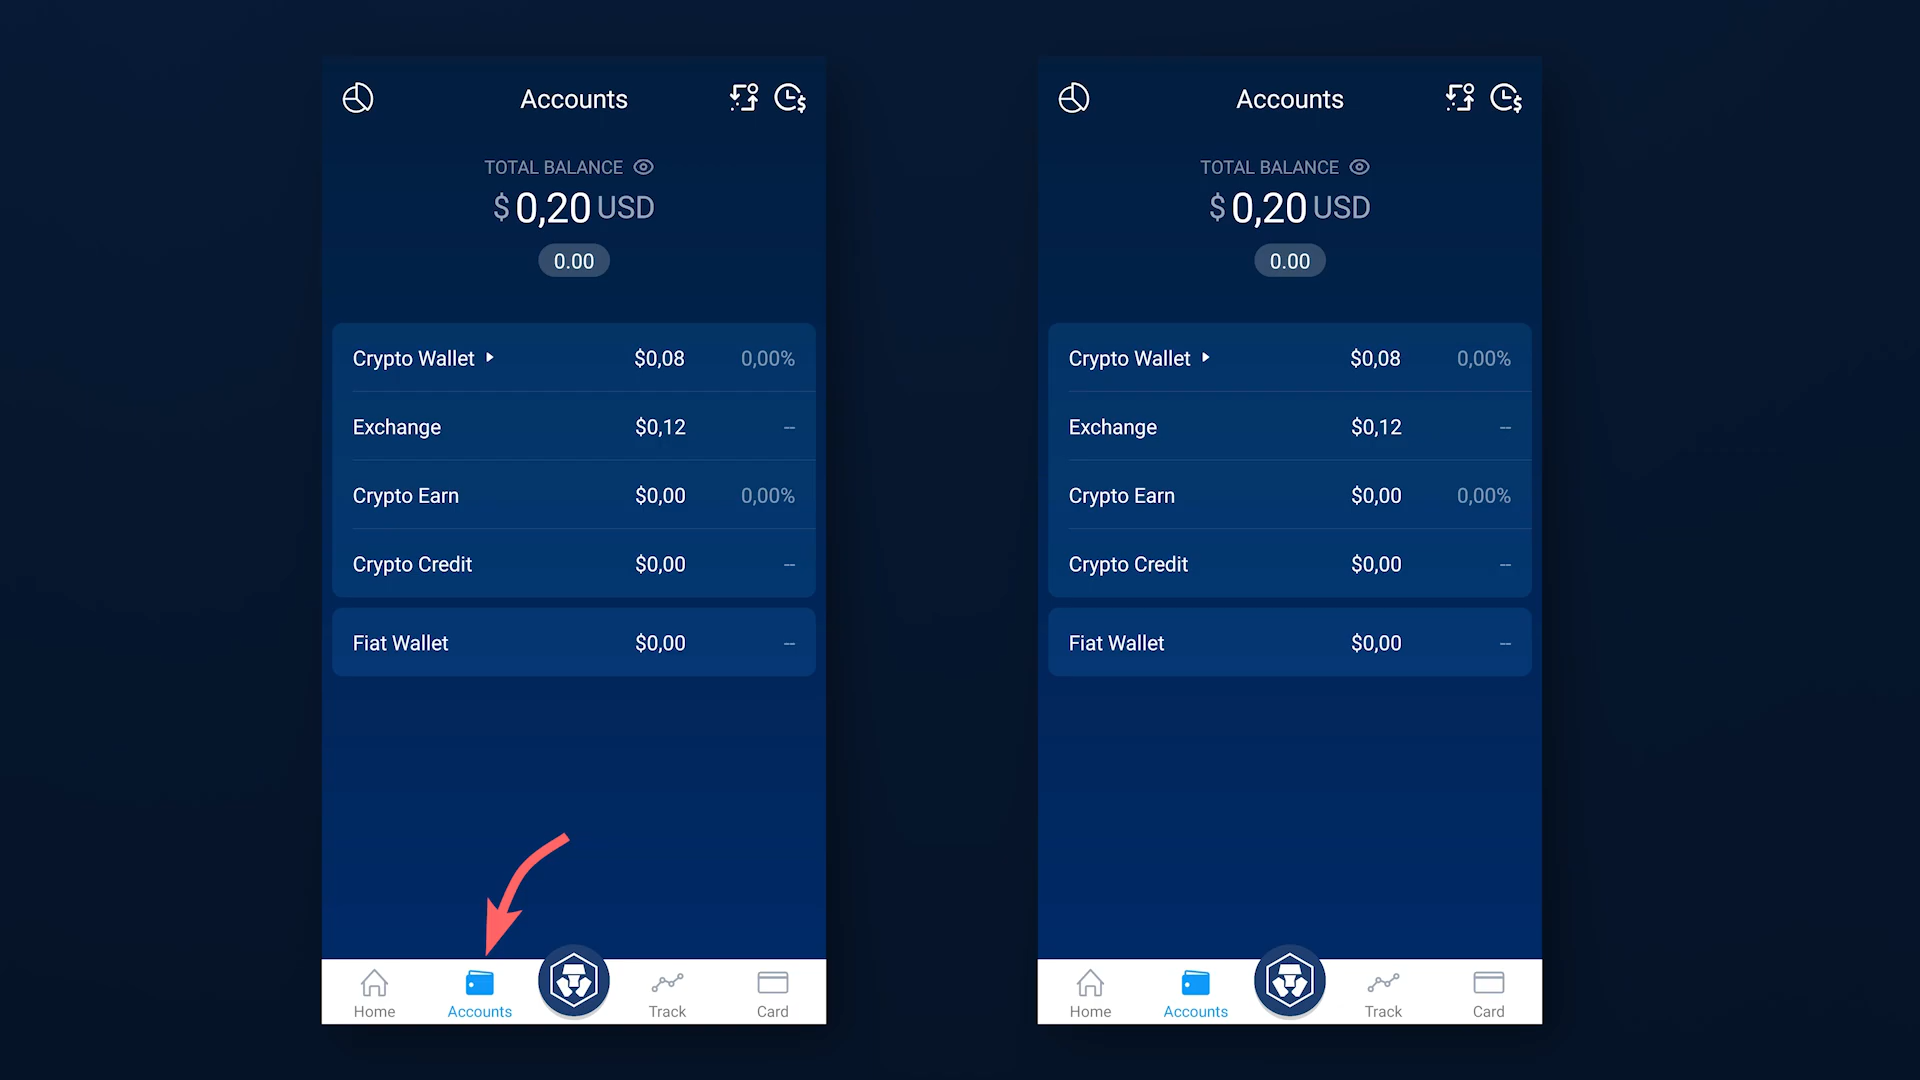 Accounts
TOTAL BALANCE
$ 0,20 USD
0.00
Crypto Wallet $0,08 0,00%
Exchange $0,12 --
Crypto Earn $0,00 0,00%
Crypto Credit $0,00 --
Fiat Wallet $0,00 --
Home Accounts Track Card
Accounts
TOTAL BALANCE
$ 0,20 USD
0.00
Crypto Wallet $0,08 0,00%
Exchange $0,12 --
Crypto Earn $0,00 0,00%
Crypto Credit $0,00 --
Fiat Wallet $0,00 --
Home Accounts Track Card